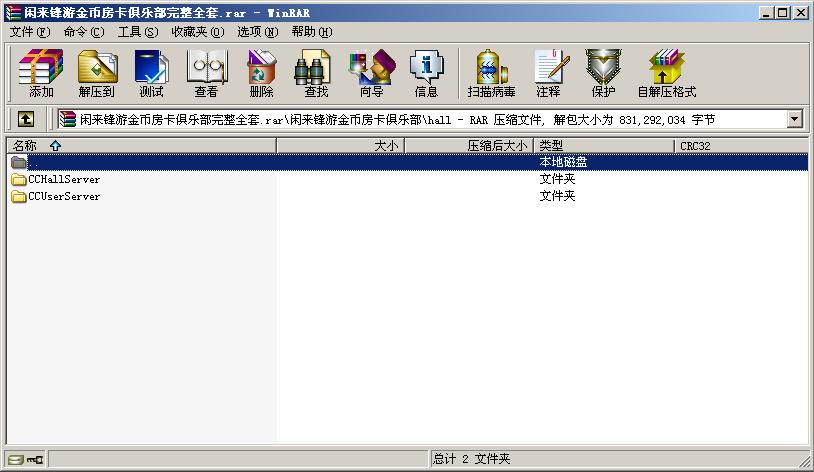 闲来锋游金币房卡俱乐部完整全套.rar - WinRAR
文件(F) 命令(C) 工具(S) 收藏夹(O) 选项(N) 帮助(H)
添加 解压到 测试 查看 删除 查找 向导 信息 扫描病毒 注释 保护 自解压格式
闲来锋游金币房卡俱乐部完整全套.rar\闲来锋游金币房卡俱乐部\hall - RAR 压缩文件, 解包大小为 831,292,034 字节
名称 大小 压缩后大小 类型 CRC32
.. 本地磁盘
CCHallServer 文件夹
CCUserServer 文件夹
总计 2 文件夹